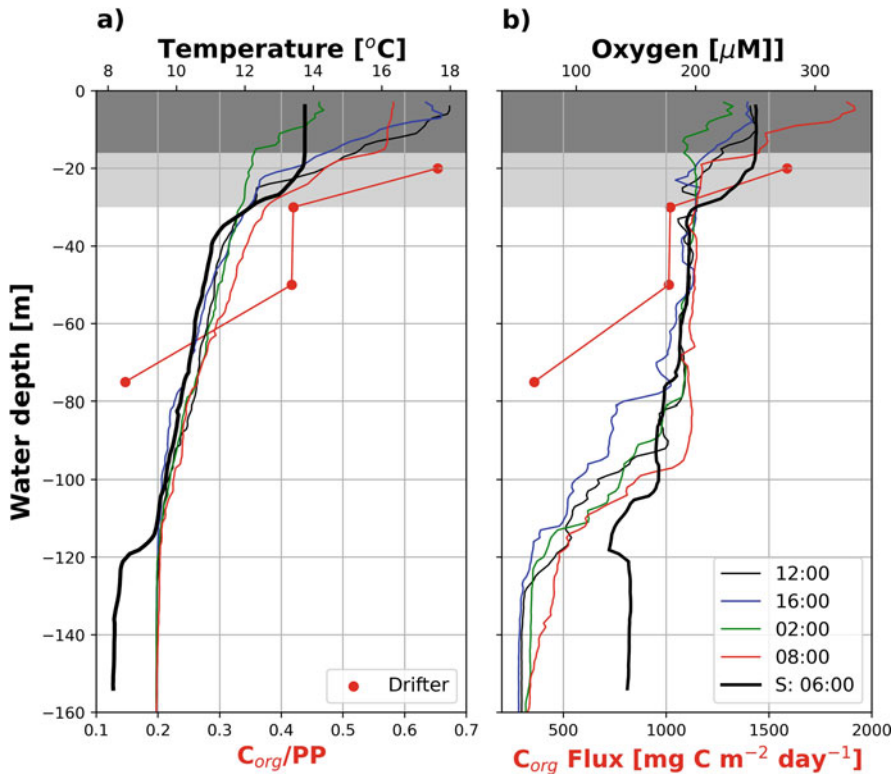 a)
Temperature [°C]
8 10 12 14 16 18
0
−20
−40
−60
−80
−100
−120
−140
−160
Water depth [m]
Drifter
0.1 0.2 0.3 0.4 0.5 0.6 0.7
C_org/PP
b)
Oxygen [μM]]
100 200 300
12:00
16:00
02:00
08:00
S: 06:00
500 1000 1500 2000
C_org Flux [mg C m⁻² day⁻¹]